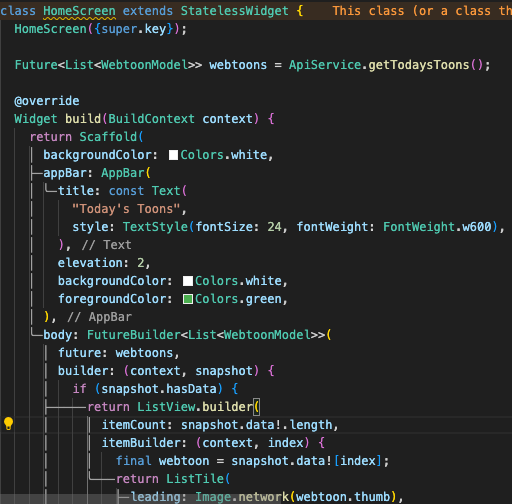 class HomeScreen extends StatelessWidget {    This class (or a class th
HomeScreen({super.key});
Future<List<WebtoonModel>> webtoons = ApiService.getTodaysToons();
@override
Widget build(BuildContext context) {
return Scaffold(
backgroundColor: Colors.white,
appBar: AppBar(
title: const Text(
"Today's Toons",
style: TextStyle(fontSize: 24, fontWeight: FontWeight.w600),
), // Text
elevation: 2,
backgroundColor: Colors.white,
foregroundColor: Colors.green,
), // AppBar
body: FutureBuilder<List<WebtoonModel>>(
future: webtoons,
builder: (context, snapshot) {
if (snapshot.hasData) {
return ListView.builder(
itemCount: snapshot.data!.length,
itemBuilder: (context, index) {
final webtoon = snapshot.data![index];
return ListTile(
leading: Image.network(webtoon.thumb),